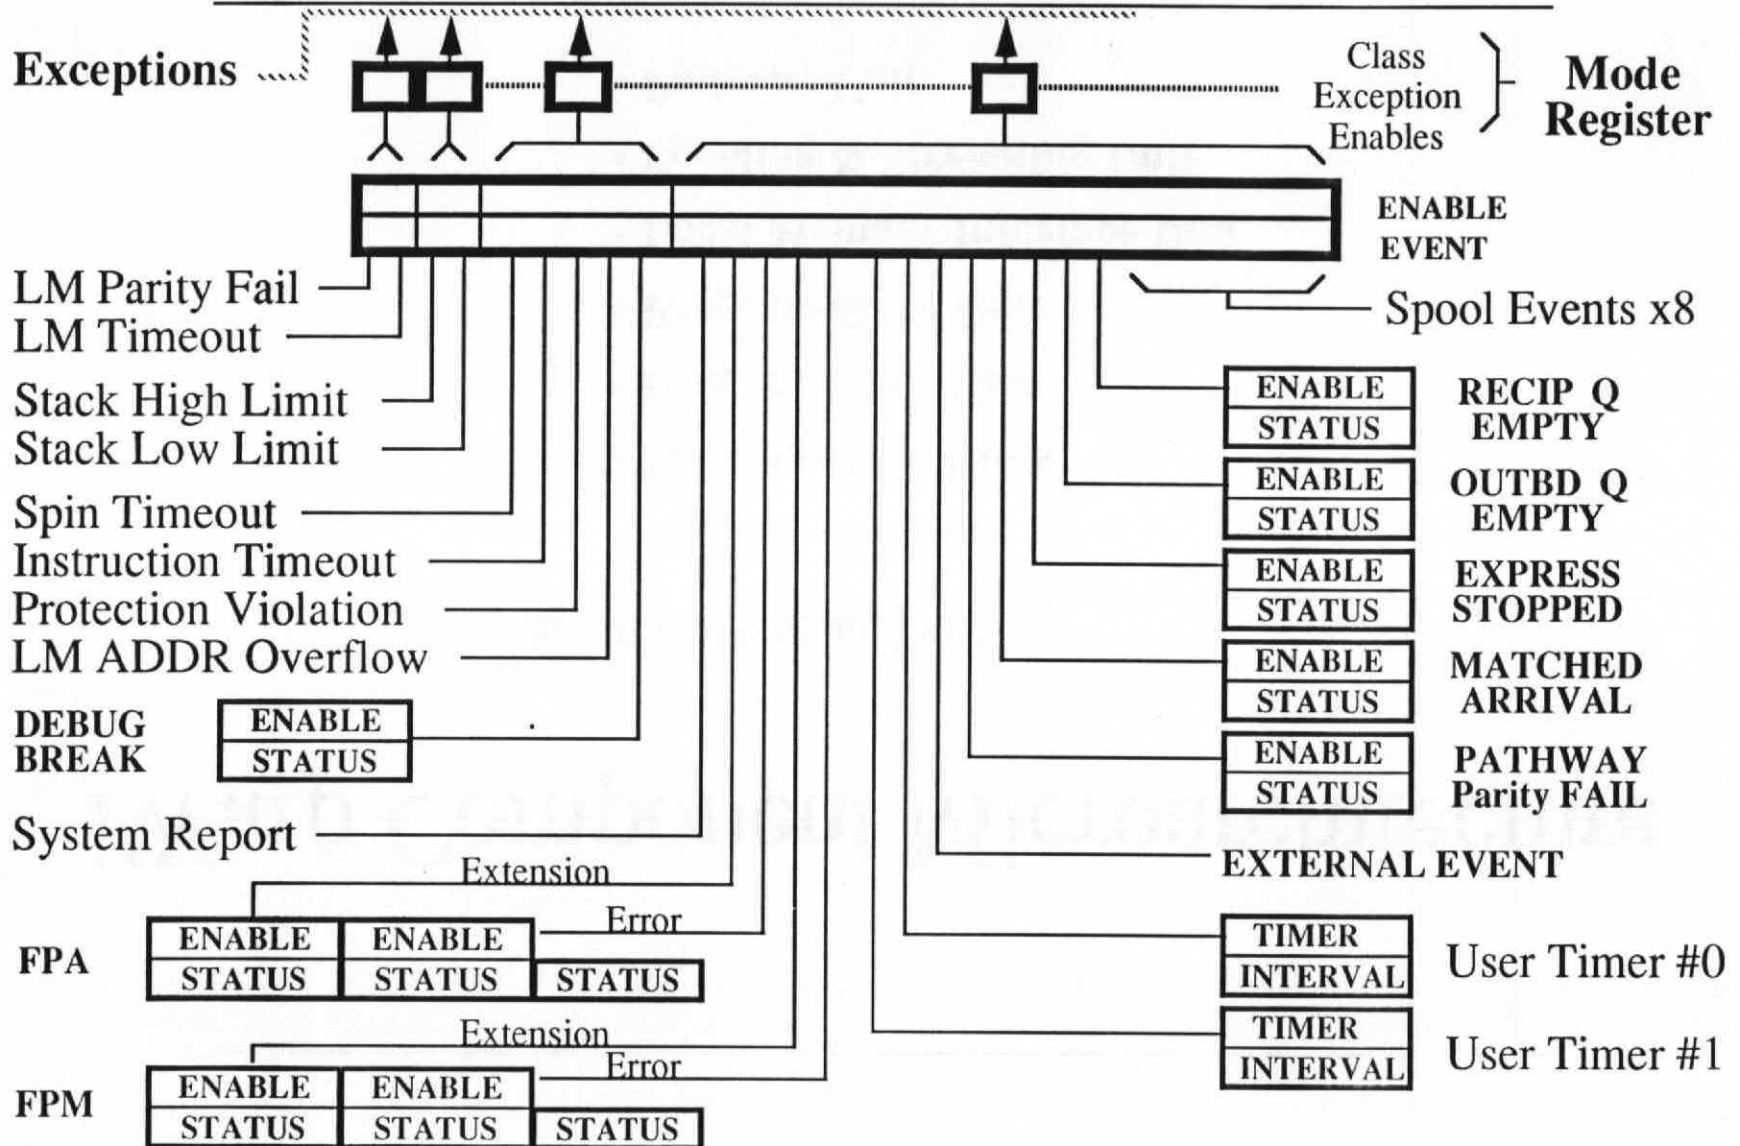 Exceptions
Class
Exception
Enables
Mode
Register
ENABLE
EVENT
LM Parity Fail
LM Timeout
Stack High Limit
Stack Low Limit
Spin Timeout
Instruction Timeout
Protection Violation
LM ADDR Overflow
DEBUG
BREAK
ENABLE
STATUS
System Report
Extension
Error
FPA
ENABLE ENABLE
STATUS STATUS STATUS
Extension
Error
FPM
ENABLE ENABLE
STATUS STATUS STATUS
Spool Events x8
ENABLE
STATUS
RECIP Q
EMPTY
ENABLE
STATUS
OUTBD Q
EMPTY
ENABLE
STATUS
EXPRESS
STOPPED
ENABLE
STATUS
MATCHED
ARRIVAL
ENABLE
STATUS
PATHWAY
Parity FAIL
EXTERNAL EVENT
TIMER
INTERVAL
User Timer #0
TIMER
INTERVAL
User Timer #1